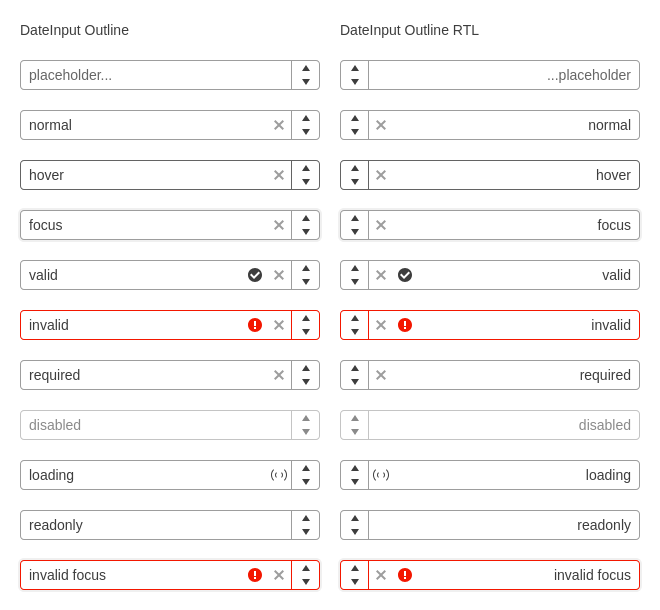 DateInput Outline
placeholder...
normal
hover
focus
valid
invalid
required
disabled
loading
readonly
invalid focus
DateInput Outline RTL
...placeholder
normal
hover
focus
valid
invalid
required
disabled
loading
readonly
invalid focus